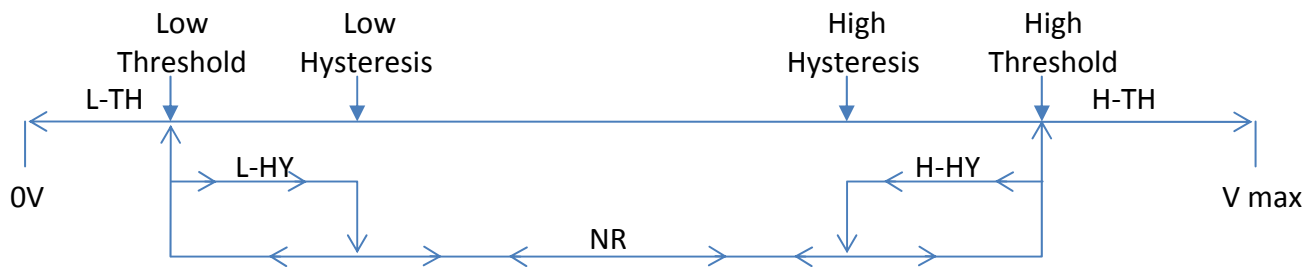 Low
Threshold
Low
Hysteresis
High
Hysteresis
High
Threshold
L-TH
H-TH
L-HY
H-HY
0V
V max
NR